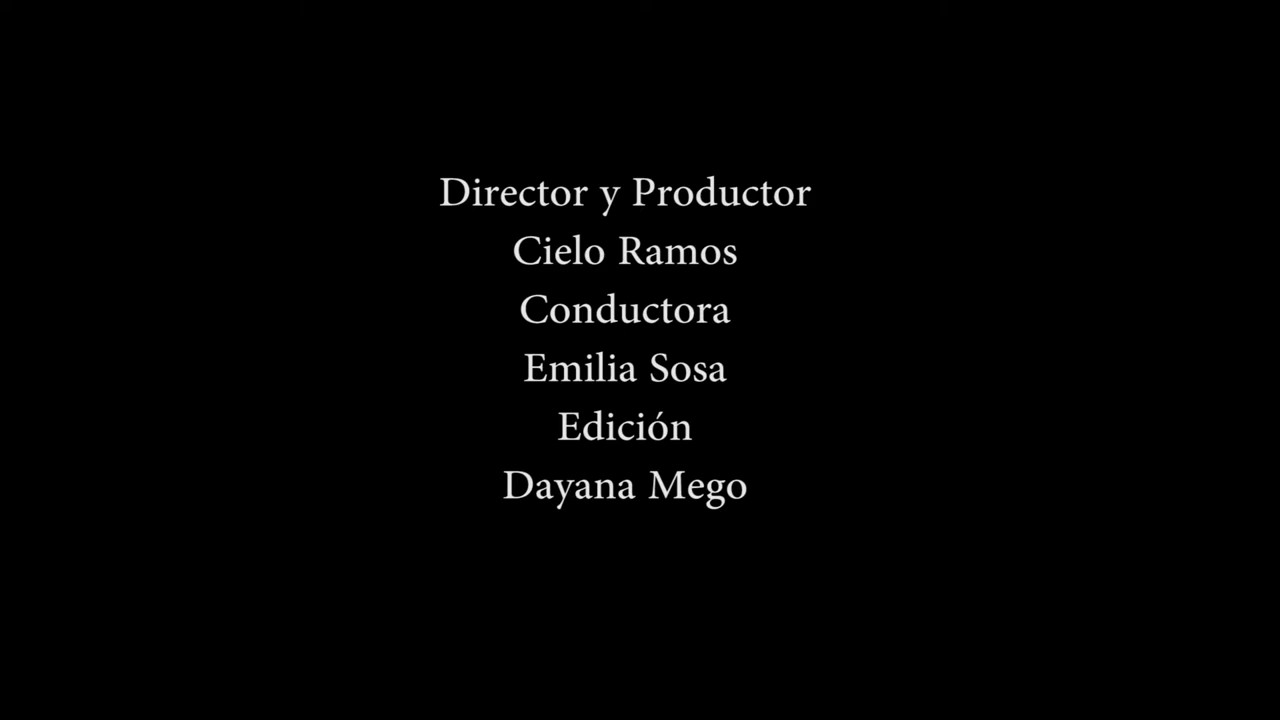 Director y Productor
Cielo Ramos
Conductora
Emilia Sosa
Edición
Dayana Mego